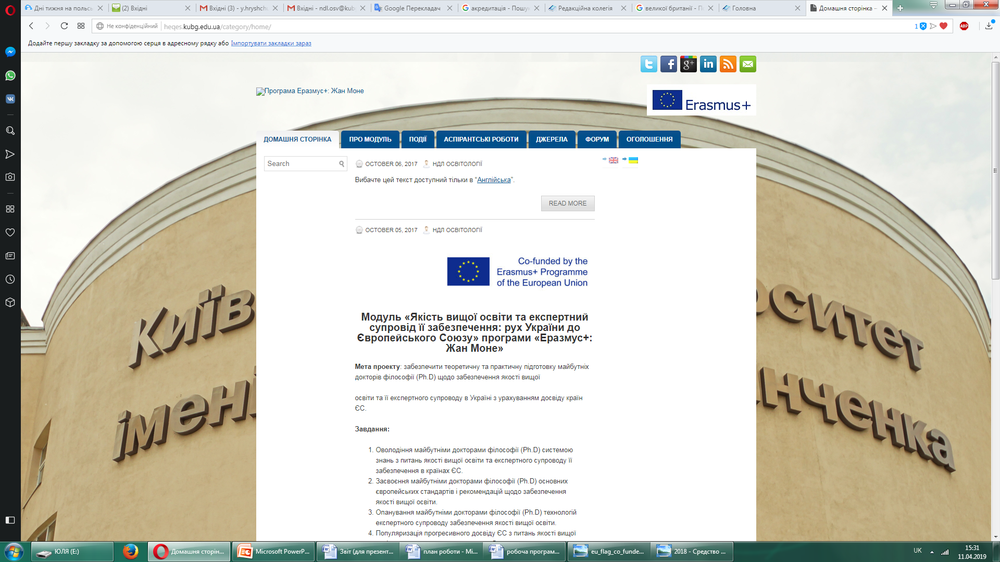 Дні тижня на польсь
(2) Вхідні
Вхідні (3) - y.hryshchu
Вхідні - ndl.osv@kub
Google Перекладач
акредитація - Пошук
Редакційна колегія
великої британії - П
Головна
Домашня сторінка –
Не конфіденційний
heqes.kubg.edu.ua/category/home/
1
ABP
Додайте першу закладку за допомогою серця в адресному рядку або Імпортувати закладки зараз
Програма Еразмус+: Жан Моне
Erasmus+
ДОМАШНЯ СТОРІНКА
ПРО МОДУЛЬ
ПОДІЇ
АСПІРАНТСЬКІ РОБОТИ
ДЖЕРЕЛА
ФОРУМ
ОГОЛОШЕННЯ
Search
OCTOBER 06, 2017 НДЛ ОСВІТОЛОГІЇ
Вибачте цей текст доступний тільки в “Англійська”.
READ MORE
OCTOBER 05, 2017 НДЛ ОСВІТОЛОГІЇ
Co-funded by the
Erasmus+ Programme
of the European Union
Модуль «Якість вищої освіти та експертний
супровід її забезпечення: рух України до
Європейського Союзу» програми «Еразмус+:
Жан Моне»
Мета проекту: забезпечити теоретичну та практичну підготовку майбутніх
докторів філософії (Ph.D) щодо забезпечення якості вищої
освіти та її експертного супроводу в Україні з урахуванням досвіду країн
ЄС.
Завдання:
1. Оволодіння майбутніми докторами філософії (Ph.D) системою
знань з питань якості вищої освіти та експертного супроводу її
забезпечення в країнах ЄС.
2. Засвоєння майбутніми докторами філософії (Ph.D) основних
європейських стандартів і рекомендацій щодо забезпечення
якості вищої освіти.
3. Опанування майбутніми докторами філософії (Ph.D) технологій
експертного супроводу забезпечення якості вищої освіти.
4. Популяризація прогресивного досвіду ЄС з питань якості вищої
Київ
імені
рситет
нченка
ЮЛЯ (E:)
Домашня сторін...
Microsoft PowerP...
Звіт (для презент...
план роботи - Mi...
робоча програм...
eu_flag_co_funde...
2018 - Средство ...
UK
15:31
11.04.2019